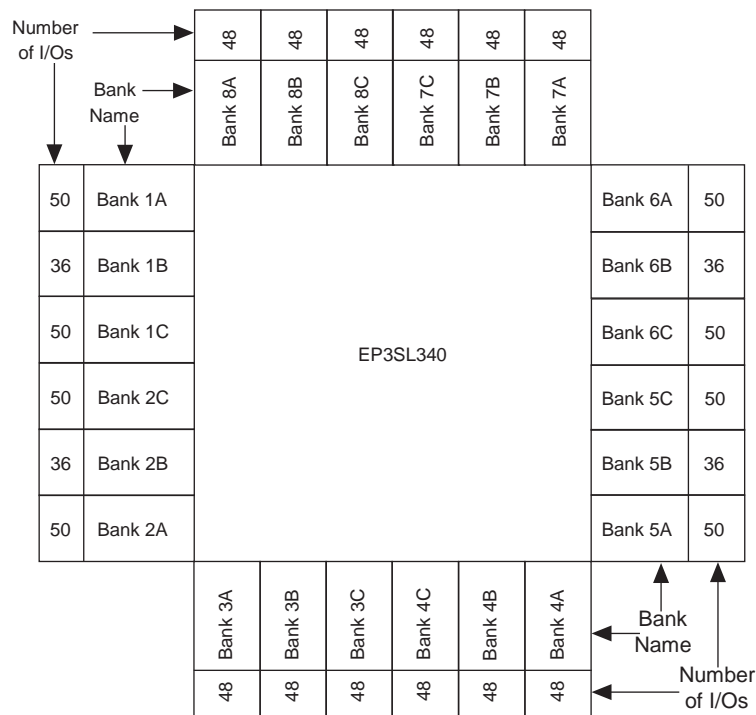 Number
of I/Os
48 48 48 48 48 48
Bank
Name
Bank 8A Bank 8B Bank 8C Bank 7C Bank 7B Bank 7A
50 Bank 1A
Bank 6A 50
36 Bank 1B
Bank 6B 36
50 Bank 1C
Bank 6C 50
EP3SL340
50 Bank 2C
Bank 5C 50
36 Bank 2B
Bank 5B 36
50 Bank 2A
Bank 5A 50
Bank 3A Bank 3B Bank 3C Bank 4C Bank 4B Bank 4A
Bank
Name
48 48 48 48 48 48
Number
of I/Os